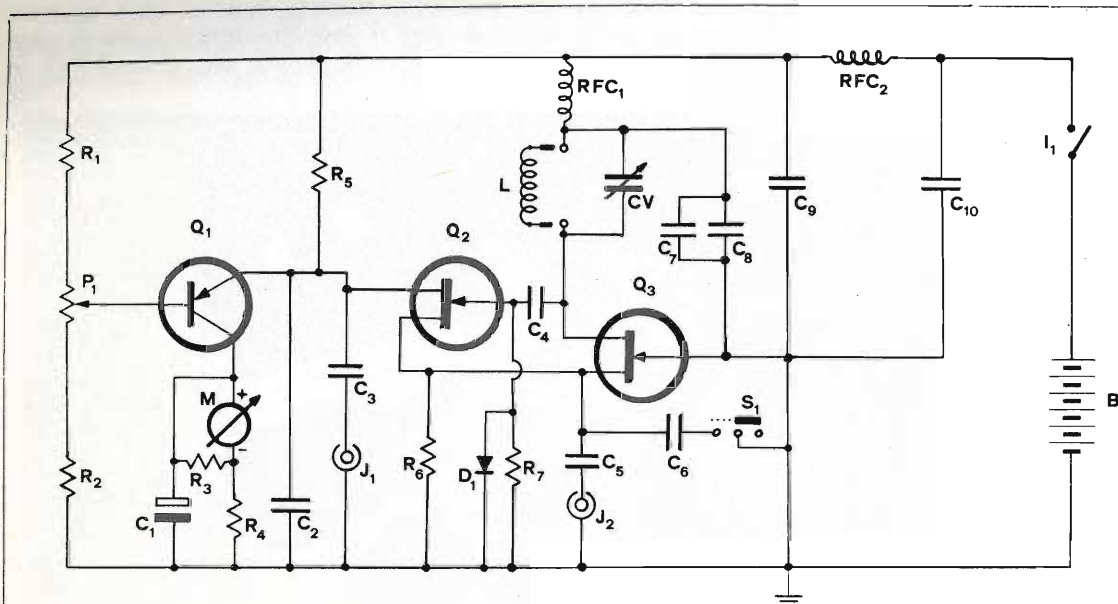 RFC1
RFC2
I1
R1
R5
L
CV
C9
C10
Q1
Q2
C7
C8
P1
Q3
C4
B
M
+
C3
S1
R3
-
R2
J1
R6
D1
R7
C5
C6
C1
R4
C2
J2